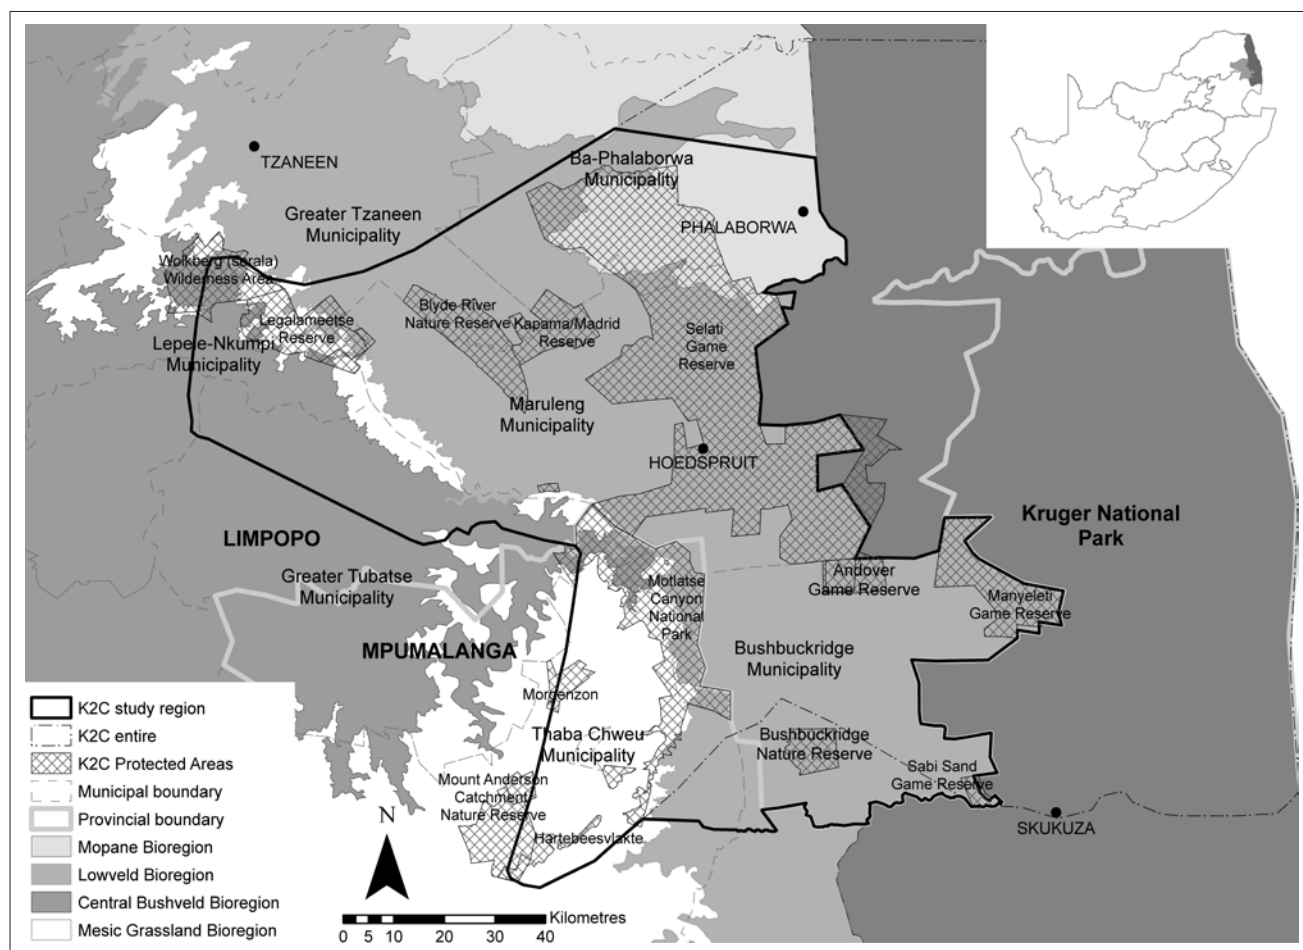 TZANEEN
Ba-Phalaborwa
Municipality
Greater Tzaneen
Municipality
PHALABORWA
Wolkberg (serala)
Wilderness Area
Legalameetse
Reserve
Blyde River
Nature Reserve
Kapama/Madrid
Reserve
Selati
Game
Reserve
Lepele-Nkumpi
Municipality
Maruleng
Municipality
HOEDSPRUIT
Kruger National
Park
LIMPOPO
Greater Tubatse
Municipality
Motlatse
Canyon
National
Park
Andover
Game Reserve
Manyeleti
Game Reserve
MPUMALANGA
Bushbuckridge
Municipality
Morgenzon
Thaba Chweu
Municipality
Bushbuckridge
Nature Reserve
Sabi Sand
Game Reserve
Mount Anderson
Catchment
Nature Reserve
Hartebeesvlakte
SKUKUZA
K2C study region
K2C entire
K2C Protected Areas
Municipal boundary
Provincial boundary
Mopane Bioregion
Lowveld Bioregion
Central Bushveld Bioregion
Mesic Grassland Bioregion
N
Kilometres
0 5 10 20 30 40